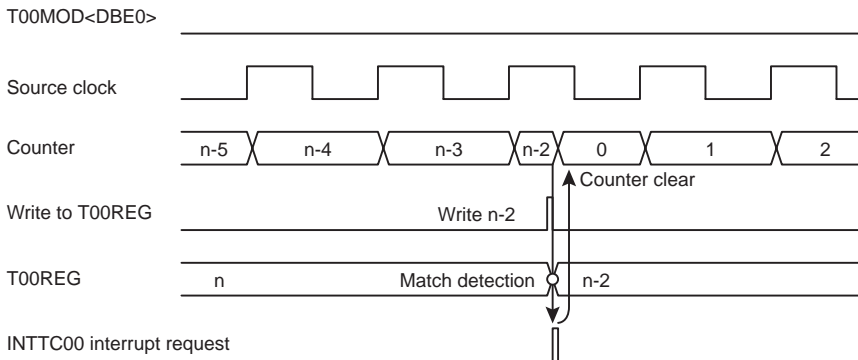 T00MOD<DBE0>
Source clock
Counter n-5 n-4 n-3 n-2 0 1 2
Counter clear
Write to T00REG Write n-2
T00REG n Match detection n-2
INTTC00 interrupt request